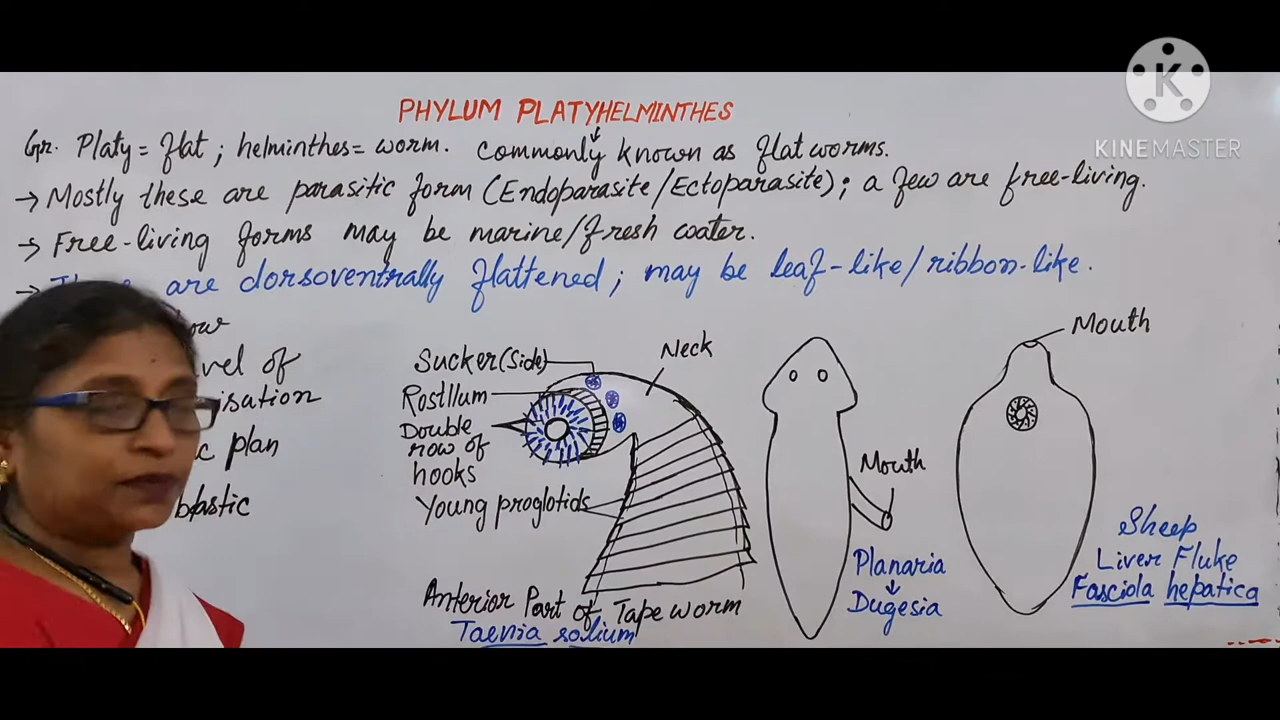 PHYLUM PLATYHELMINTHES
Gr. Platy = flat ; helminthes = worm. Commonly known as flatworms.
→ Mostly these are parasitic form (Endoparasite/Ectoparasite); a few are free-living.
→ Free-living forms may be marine/fresh water.
→ are dorsoventrally flattened; may be leaf-like/ribbon-like.
of
plan
Sucker (Side)
Rostllum
Double
row of
hooks
Young proglotids
Neck
Anterior Part of Tape worm
Taenia solium
Mouth
Planaria
↓
Dugesia
Mouth
Sheep
Liver Fluke
Fasciola hepatica
K
KINEMASTER